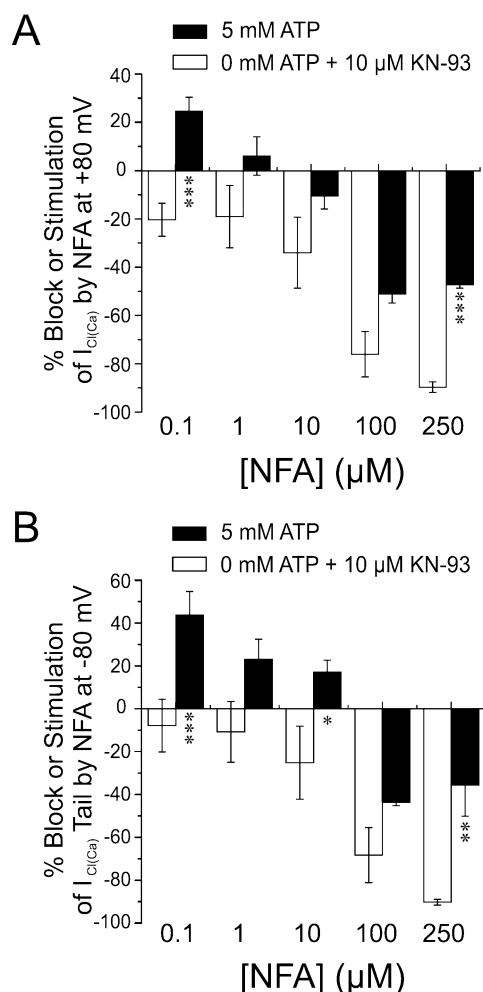 A
5 mM ATP
0 mM ATP + 10 µM KN-93
% Block or Stimulation
of I Cl(Ca) by NFA at +80 mV
40
20
0
-20
-40
-60
-80
-100
***
***
0.1 1 10 100 250
[NFA] (µM)
B
5 mM ATP
0 mM ATP + 10 µM KN-93
% Block or Stimulation
of I Cl(Ca) Tail by NFA at -80 mV
60
40
20
0
-20
-40
-60
-80
-100
***
*
**
0.1 1 10 100 250
[NFA] (µM)